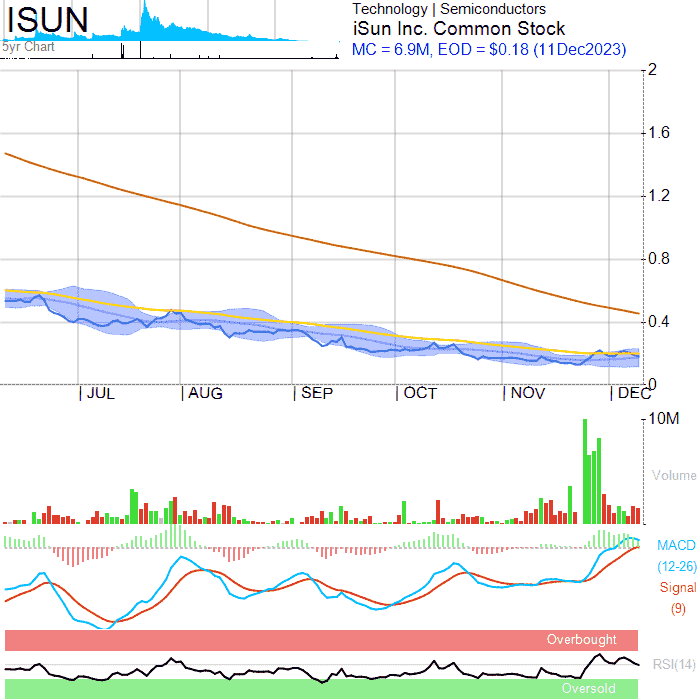 ISUN
5yr Chart
Technology | Semiconductors
iSun Inc. Common Stock
MC = 6.9M, EOD = $0.18 (11Dec2023)
2
1.6
1.2
0.8
0.4
0
| JUL | AUG | SEP | OCT | NOV | DEC
10M
Volume
MACD
(12-26)
Signal
(9)
Overbought
RSI(14)
Oversold